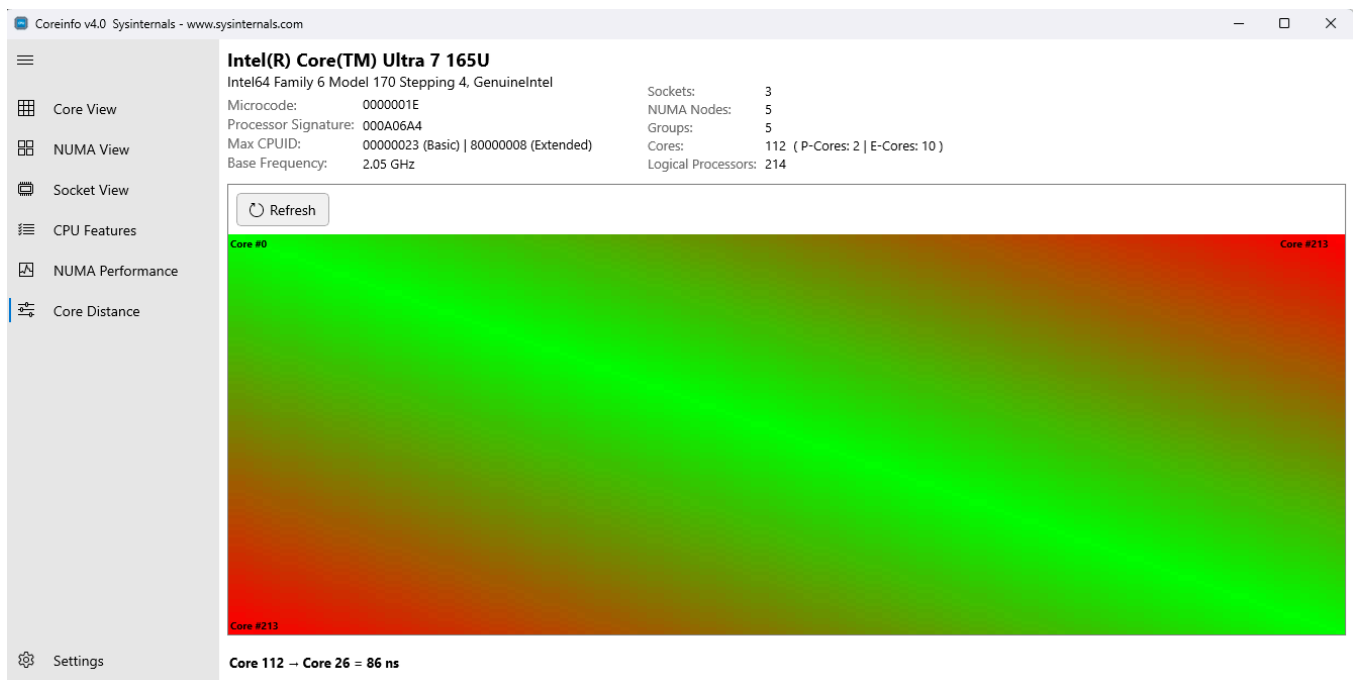 Coreinfo v4.0 Sysinternals - www.sysinternals.com
Core View
NUMA View
Socket View
CPU Features
NUMA Performance
Core Distance
Settings
Intel(R) Core(TM) Ultra 7 165U
Intel64 Family 6 Model 170 Stepping 4, GenuineIntel
Microcode: 0000001E
Processor Signature: 000A06A4
Max CPUID: 00000023 (Basic) | 80000008 (Extended)
Base Frequency: 2.05 GHz
Sockets: 3
NUMA Nodes: 5
Groups: 5
Cores: 112 ( P-Cores: 2 | E-Cores: 10 )
Logical Processors: 214
Refresh
Core #0 Core #213
Core #213
Core 112 → Core 26 = 86 ns